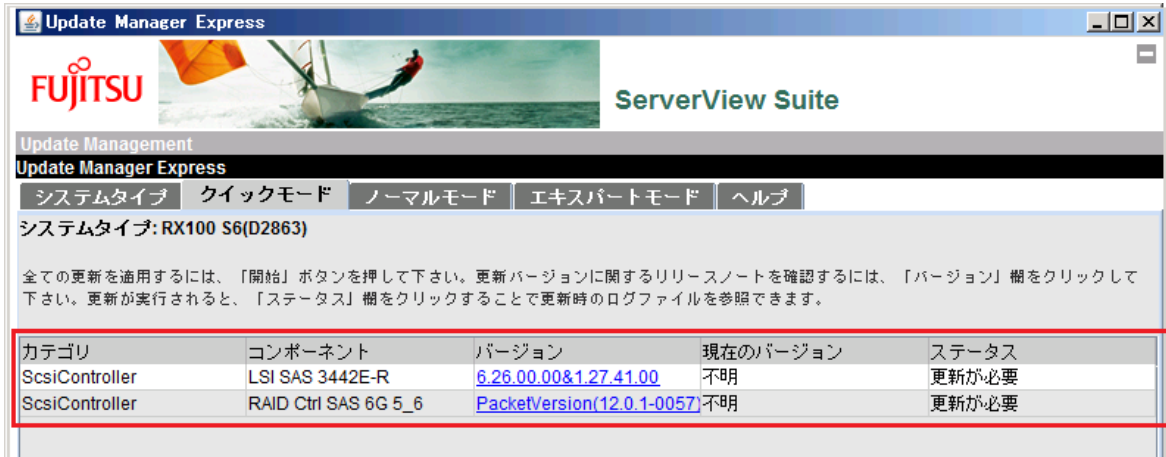 Update Manager Express
FUJITSU
ServerView Suite
Update Management
Update Manager Express
システムタイプ クイックモード ノーマルモード エキスパートモード ヘルプ
システムタイプ: RX100 S6(D2863)
全ての更新を適用するには、「開始」ボタンを押して下さい。更新バージョンに関するリリースノートを確認するには、「バージョン」欄をクリックして
下さい。更新が実行されると、「ステータス」欄をクリックすることで更新時のログファイルを参照できます。
カテゴリ コンポーネント バージョン 現在のバージョン ステータス
ScsiController LSI SAS 3442E-R 6.26.00.00&1.27.41.00 不明 更新が必要
ScsiController RAID Ctrl SAS 6G 5_6 PacketVersion(12.0.1-0057) 不明 更新が必要